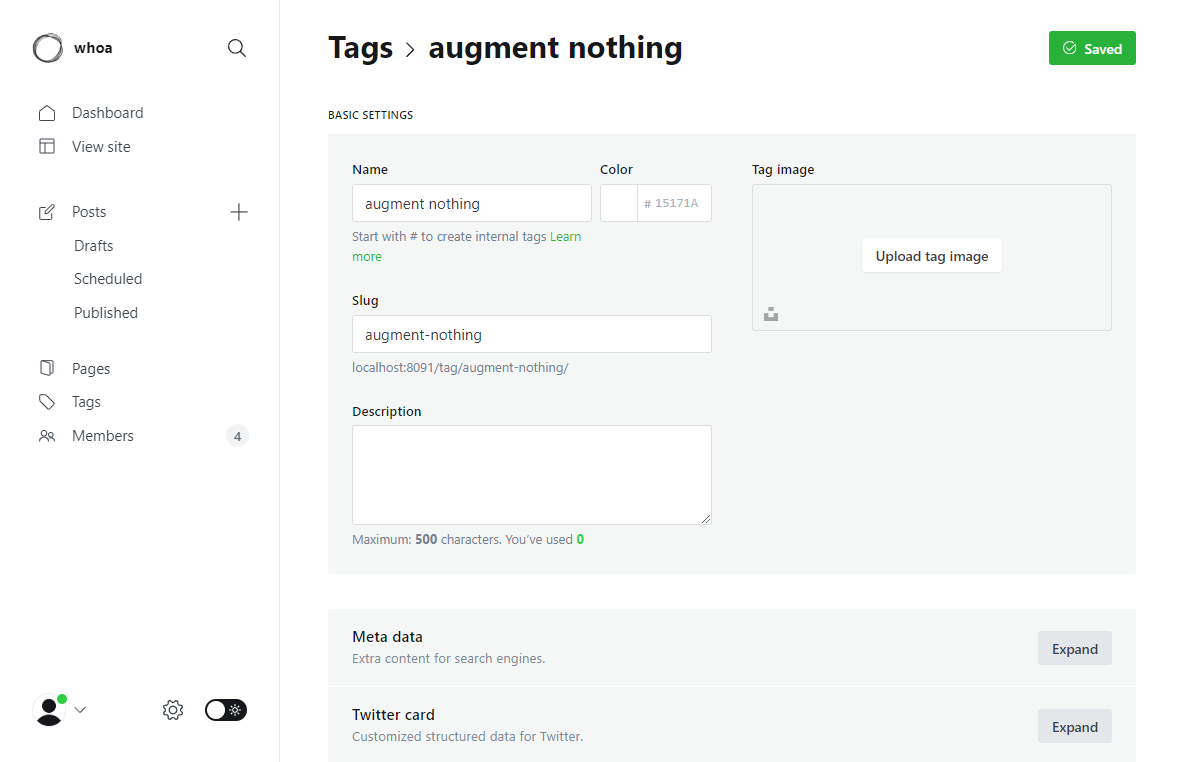 whoa
Dashboard
View site
Posts
Drafts
Scheduled
Published
Pages
Tags
Members 4
Tags > augment nothing
Saved
BASIC SETTINGS
Name
augment nothing
Color
# 15171A
Start with # to create internal tags Learn
more
Slug
augment-nothing
localhost:8091/tag/augment-nothing/
Description
Maximum: 500 characters. You've used 0
Tag image
Upload tag image
Meta data
Extra content for search engines.
Expand
Twitter card
Customized structured data for Twitter.
Expand